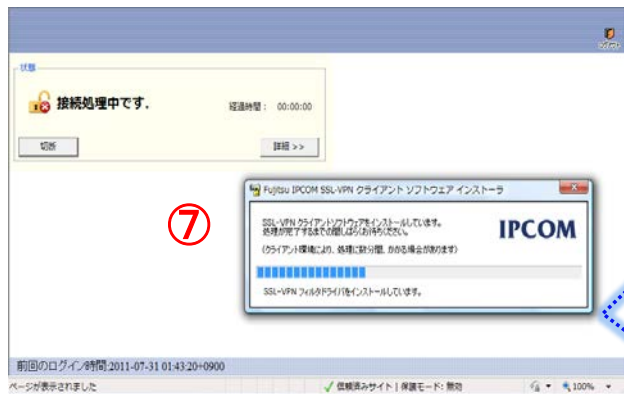 ログアウト
状態
接続処理中です.
経過時間： 00:00:00
切断
詳細 >>
Fujitsu IPCOM SSL-VPN クライアント ソフトウェア インストーラ
⑦
SSL-VPN クライアントソフトウェアをインストールしています。
処理が完了するまでの間しばらくお待ちください。
IPCOM
(クライアント環境により、処理に数分間、かかる場合があります)
SSL-VPN フィルタドライバをインストールしています。
前回のログイン時間:2011-07-31 01:43:20+0900
ページが表示されました
信頼済みサイト | 保護モード: 無効
100%